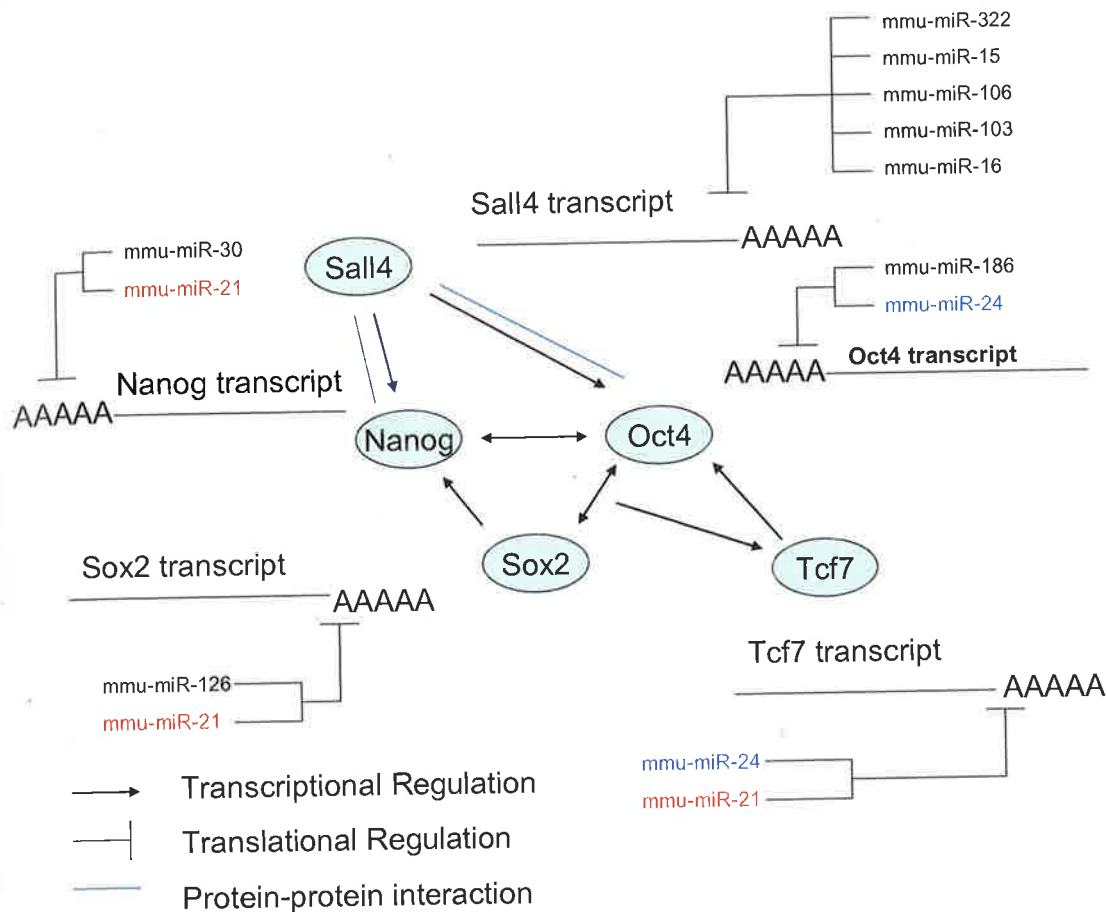 mmu-miR-322
mmu-miR-15
mmu-miR-106
mmu-miR-103
mmu-miR-16
Sall4 transcript
AAAAA
mmu-miR-30
mmu-miR-21
Sall4
mmu-miR-186
mmu-miR-24
AAAAA
Oct4 transcript
Nanog transcript
AAAAA
Nanog
Oct4
Sox2
Tcf7
Sox2 transcript
AAAAA
mmu-miR-126
mmu-miR-21
Tcf7 transcript
AAAAA
mmu-miR-24
mmu-miR-21
Transcriptional Regulation
Translational Regulation
Protein-protein interaction